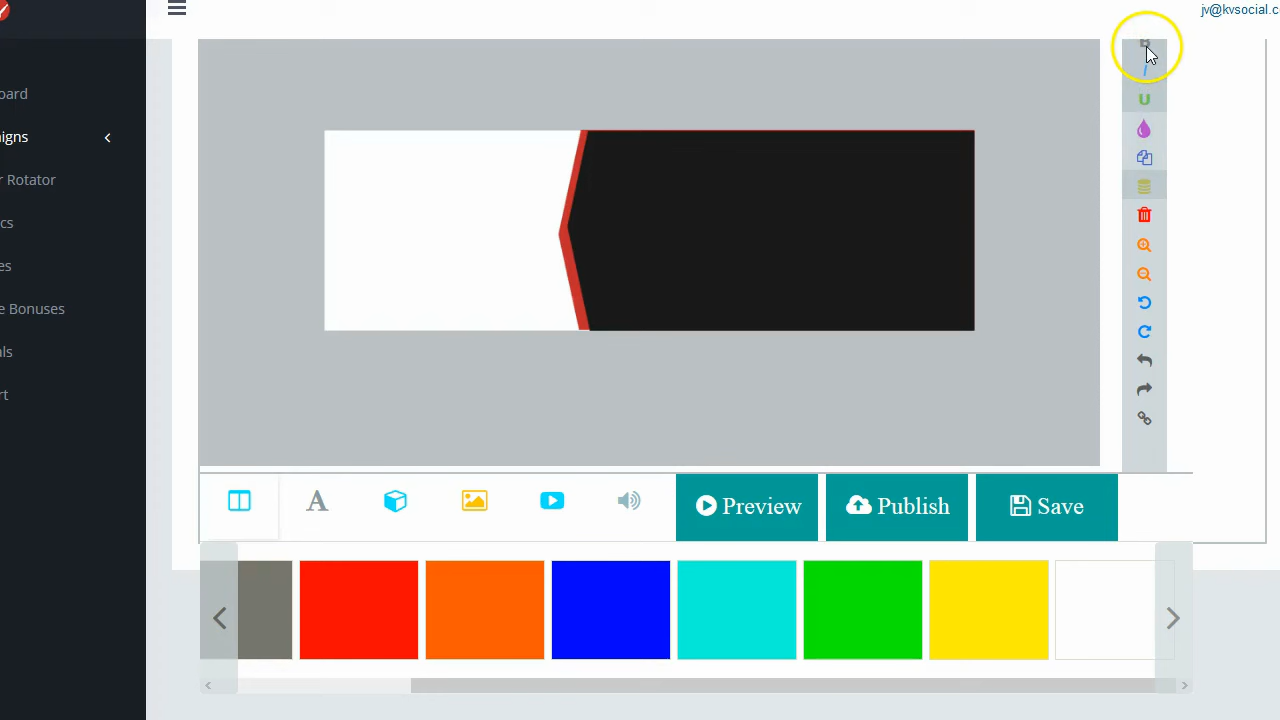 jv@kvsocial.c
oard
igns
r Rotator
cs
es
e Bonuses
als
rt
B
I
U
A
Preview
Publish
Save